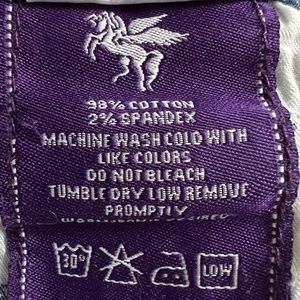 98% COTTON
2% SPANDEX
MACHINE WASH COLD WITH
LIKE COLORS
DO NOT BLEACH
TUMBLE DRY LOW REMOVE
PROMPTLY
30°
LOW